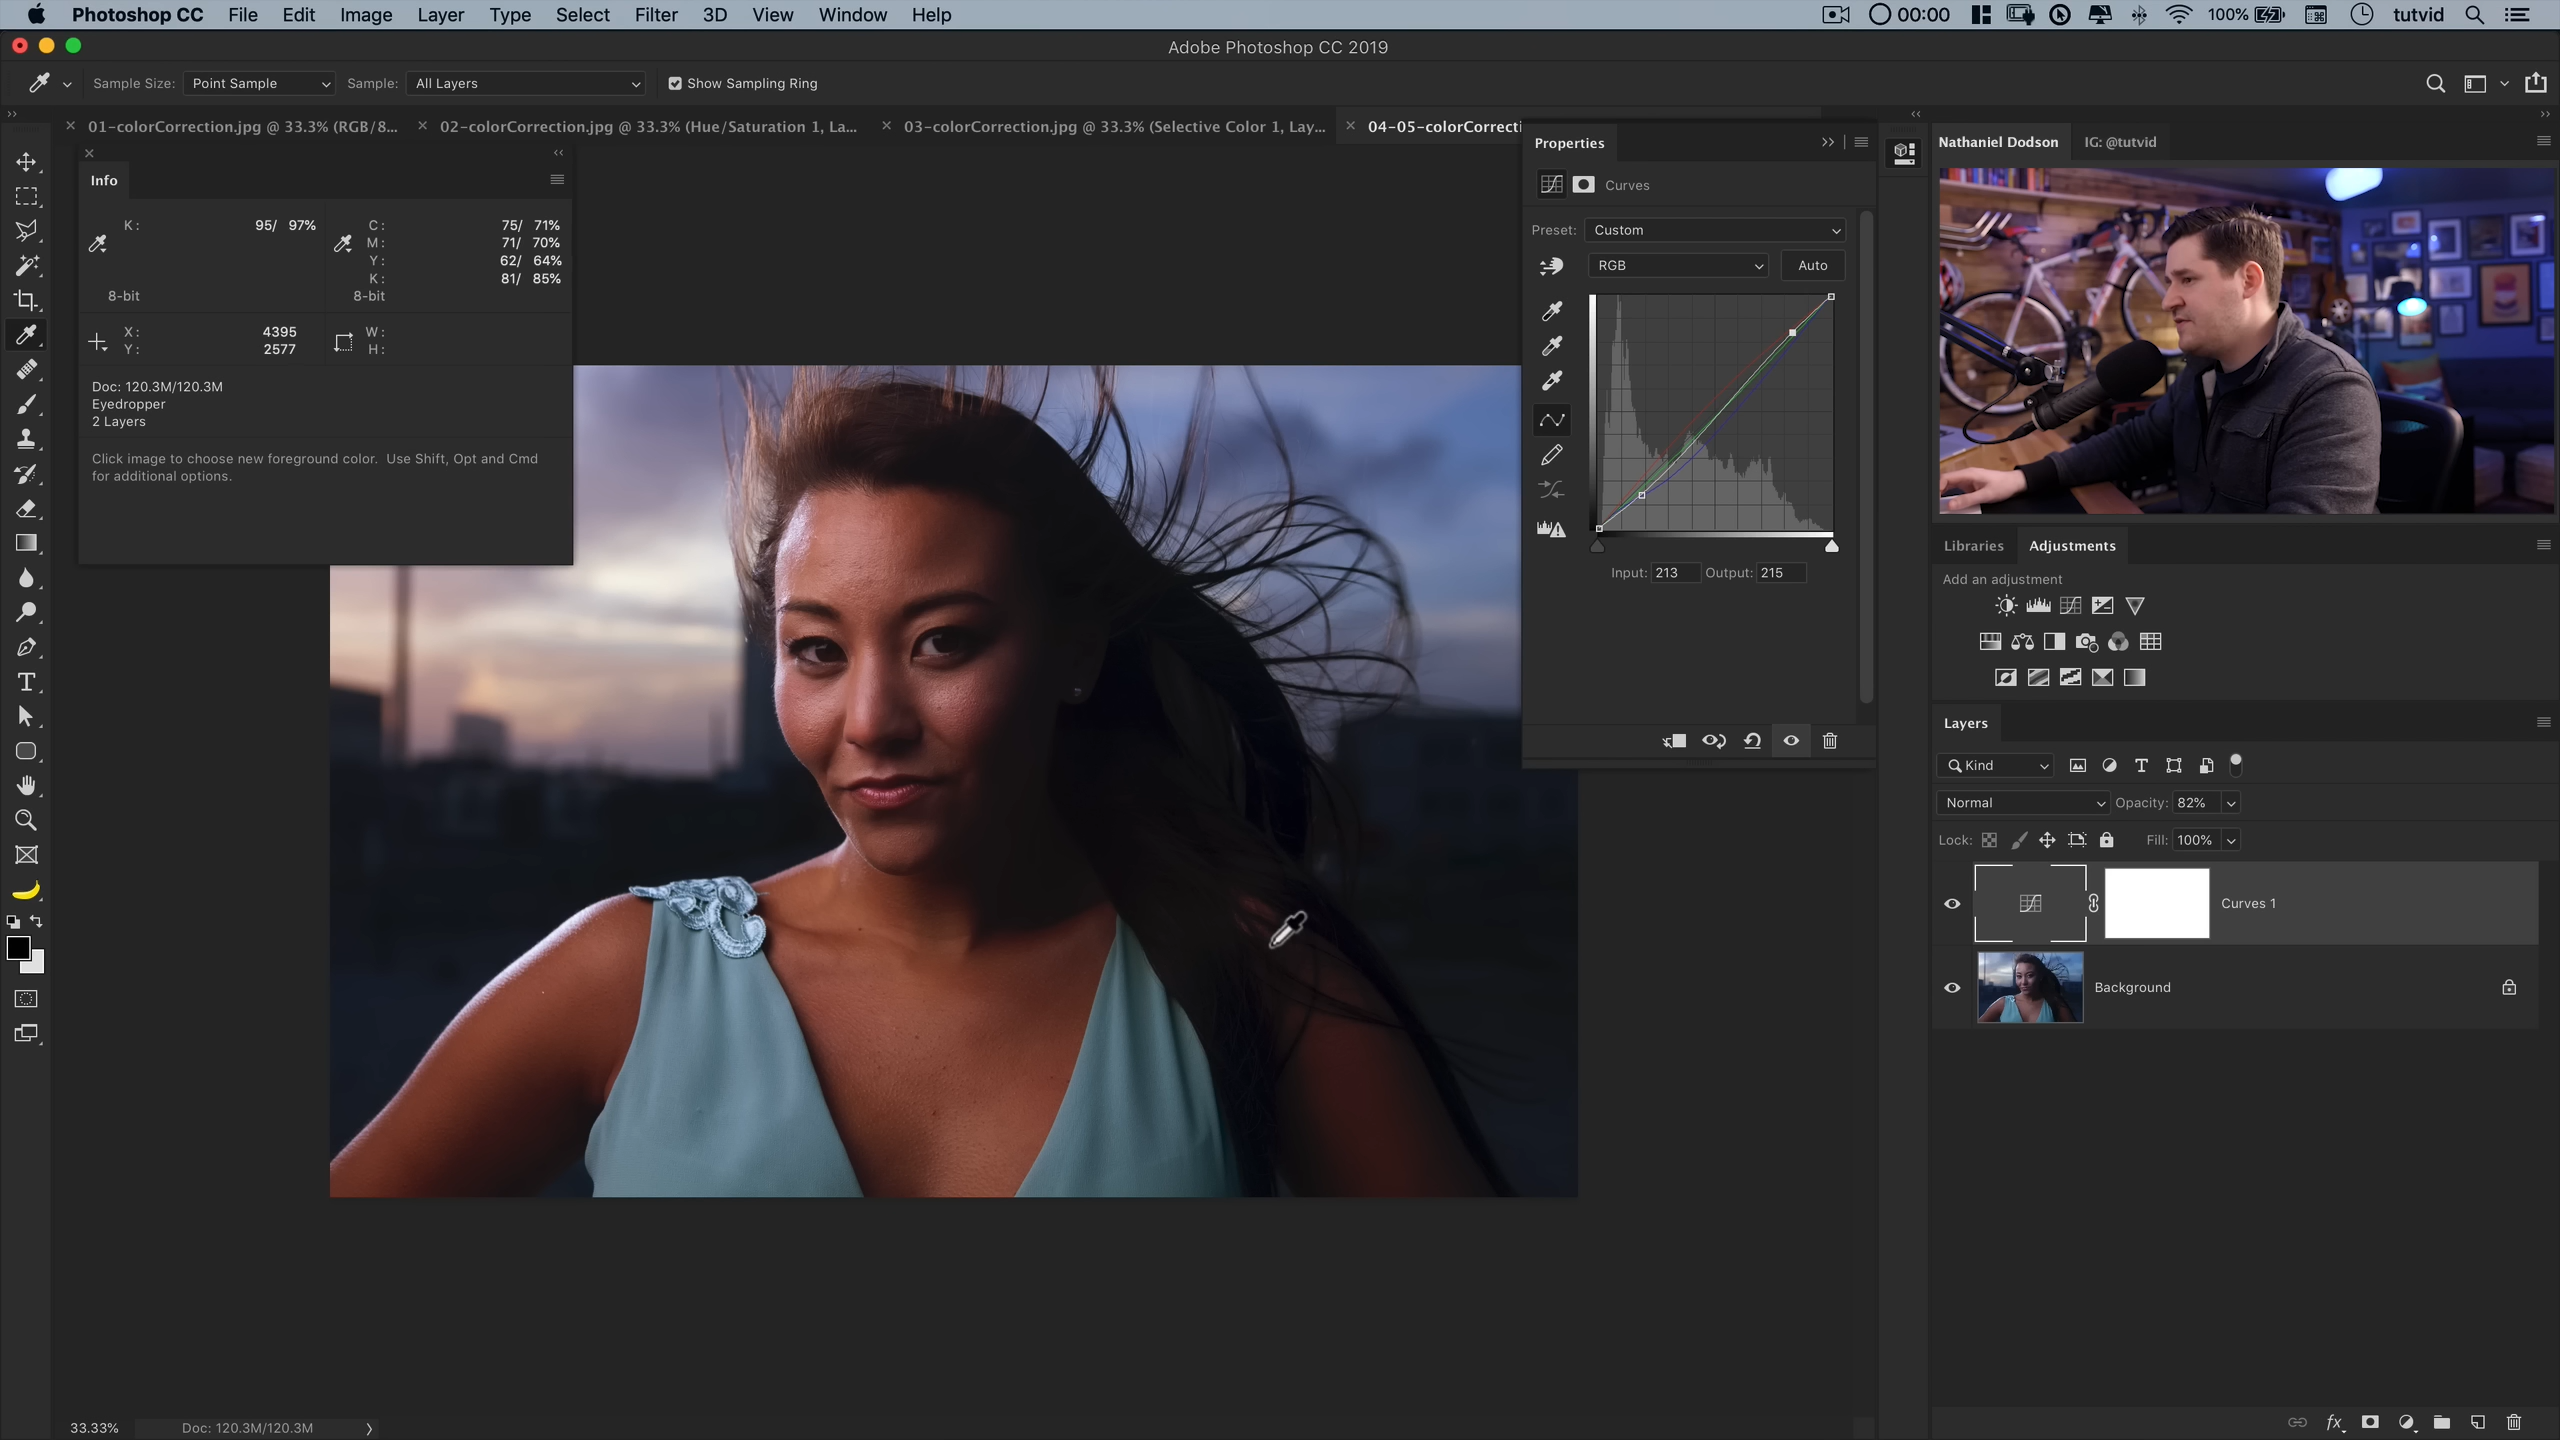 Photoshop CC File Edit Image Layer Type Select Filter 3D View Window Help
00:00 100% tutvid
Adobe Photoshop CC 2019
Sample Size: Point Sample Sample: All Layers Show Sampling Ring
01-colorCorrection.jpg @ 33.3% (RGB/8... 02-colorCorrection.jpg @ 33.3% (Hue/Saturation 1, La... 03-colorCorrection.jpg @ 33.3% (Selective Color 1, Lay... 04-05-colorCorrecti
Info
K: 95/ 97%
8-bit
C: 75/ 71%
M: 71/ 70%
Y: 62/ 64%
K: 81/ 85%
8-bit
X: 4395
Y: 2577
W:
H:
Doc: 120.3M/120.3M
Eyedropper
2 Layers
Click image to choose new foreground color. Use Shift, Opt and Cmd
for additional options.
Properties
Curves
Preset: Custom
RGB Auto
Input: 213 Output: 215
Nathaniel Dodson IG: @tutvid
Libraries Adjustments
Add an adjustment
Layers
Kind
Normal Opacity: 82%
Lock: Fill: 100%
Curves 1
Background
fx
33.33% Doc: 120.3M/120.3M